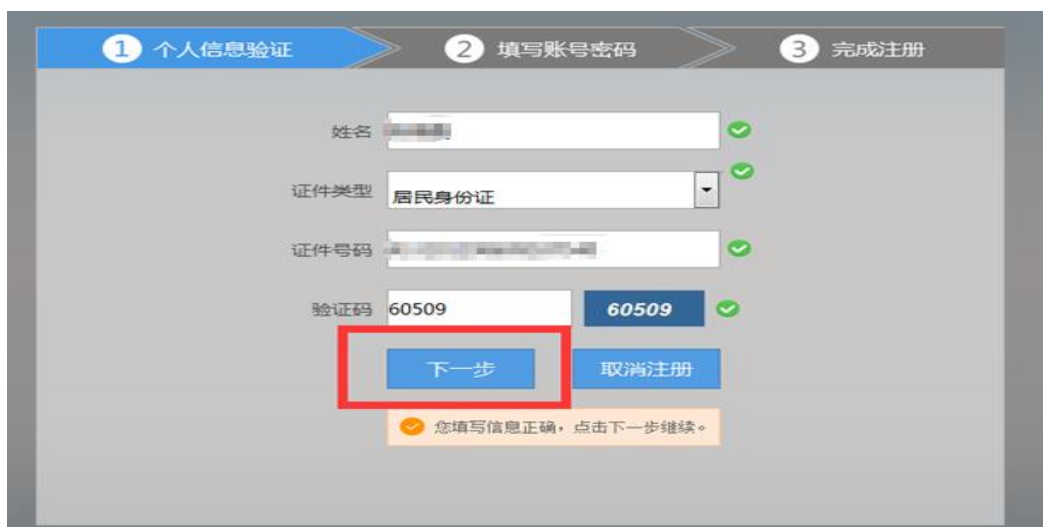 1 个人信息验证 2 填写账号密码 3 完成注册
姓名
证件类型 居民身份证
证件号码
验证码 60509 60509
下一步 取消注册
您填写信息正确，点击下一步继续。